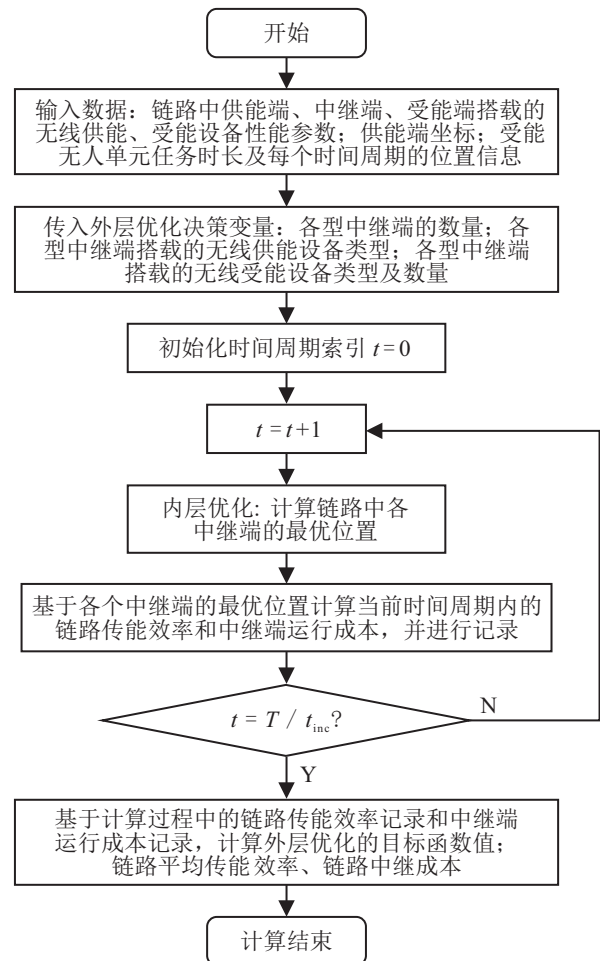 开始
输入数据：链路中供能端、中继端、受能端搭载的
无线供能、受能设备性能参数；供能端坐标；受能
无人单元任务时长及每个时间周期的位置信息
传入外层优化决策变量：各型中继端的数量；各
型中继端搭载的无线供能设备类型；各型中继端
搭载的无线受能设备类型及数量
初始化时间周期索引 t=0
t=t+1
内层优化: 计算链路中各
中继端的最优位置
基于各个中继端的最优位置计算当前时间周期内的
链路传能效率和中继端运行成本，并进行记录
t = T / t_inc?
N
Y
基于计算过程中的链路传能效率记录和中继端
运行成本记录，计算外层优化的目标函数值；
链路平均传能效率、链路中继成本
计算结束